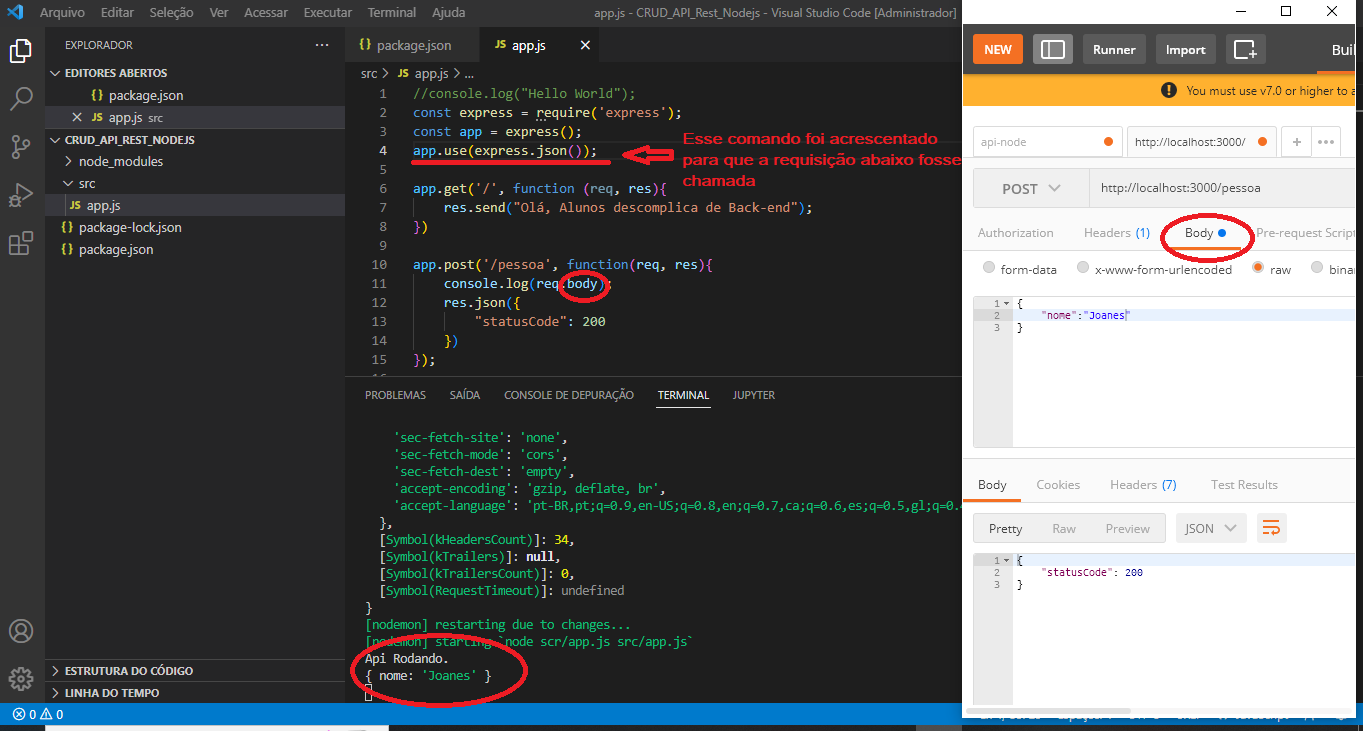 Arquivo Editar Seleção Ver Acessar Executar Terminal Ajuda app.js - CRUD_API_Rest_Nodejs - Visual Studio Code [Administrador]
EXPLORADOR ...
EDITORES ABERTOS
{} package.json
JS app.js src
CRUD_API_REST_NODEJS
node_modules
src
JS app.js
{} package-lock.json
{} package.json
ESTRUTURA DO CÓDIGO
LINHA DO TEMPO
0 0
{} package.json JS app.js
src > JS app.js > ...
1 //console.log("Hello World");
2 const express = require('express');
3 const app = express();
4 app.use(express.json());
5
6 app.get('/', function (req, res){
7 res.send("Olá, Alunos descomplica de Back-end");
8 })
9
10 app.post('/pessoa', function(req, res){
11 console.log(req.body);
12 res.json({
13 "statusCode": 200
14 })
15 });
Esse comando foi acrescentado
para que a requisição abaixo fosse
chamada
PROBLEMAS SAÍDA CONSOLE DE DEPURAÇÃO TERMINAL JUPYTER
'sec-fetch-site': 'none',
'sec-fetch-mode': 'cors',
'sec-fetch-dest': 'empty',
'accept-encoding': 'gzip, deflate, br',
'accept-language': 'pt-BR,pt;q=0.9,en-US;q=0.8,en;q=0.7,ca;q=0.6,es;q=0.5,gl;q=0.4
},
[Symbol(kHeadersCount)]: 34,
[Symbol(kTrailers)]: null,
[Symbol(kTrailersCount)]: 0,
[Symbol(RequestTimeout)]: undefined
}
[nodemon] restarting due to changes...
[nodemon] starting `node scr/app.js src/app.js`
Api Rodando.
{ nome: 'Joanes' }
NEW Runner Import Buil
You must use v7.0 or higher to a
api-node http://localhost:3000/ + ...
POST http://localhost:3000/pessoa
Authorization Headers (1) Body Pre-request Script
form-data x-www-form-urlencoded raw binar
1 {
2 "nome":"Joanes"
3 }
Body Cookies Headers (7) Test Results
Pretty Raw Preview JSON
1 {
2 "statusCode": 200
3 }